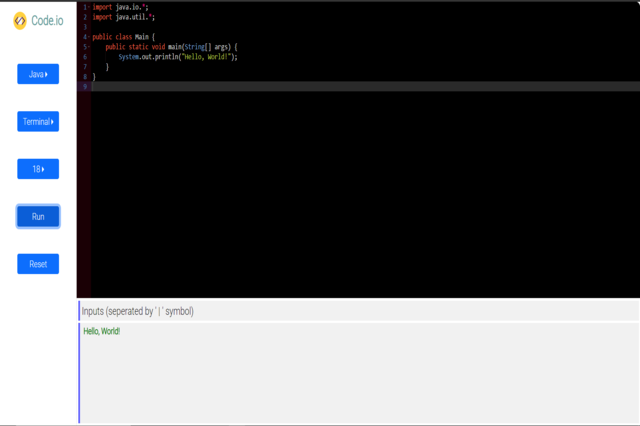 Code.io
Java
Terminal
18
Run
Reset
1 import java.io.*;
2 import java.util.*;
3
4 public class Main {
5 public static void main(String[] args) {
6 System.out.println("Hello, World!");
7 }
8 }
9
Inputs (seperated by ' | ' symbol)
Hello, World!